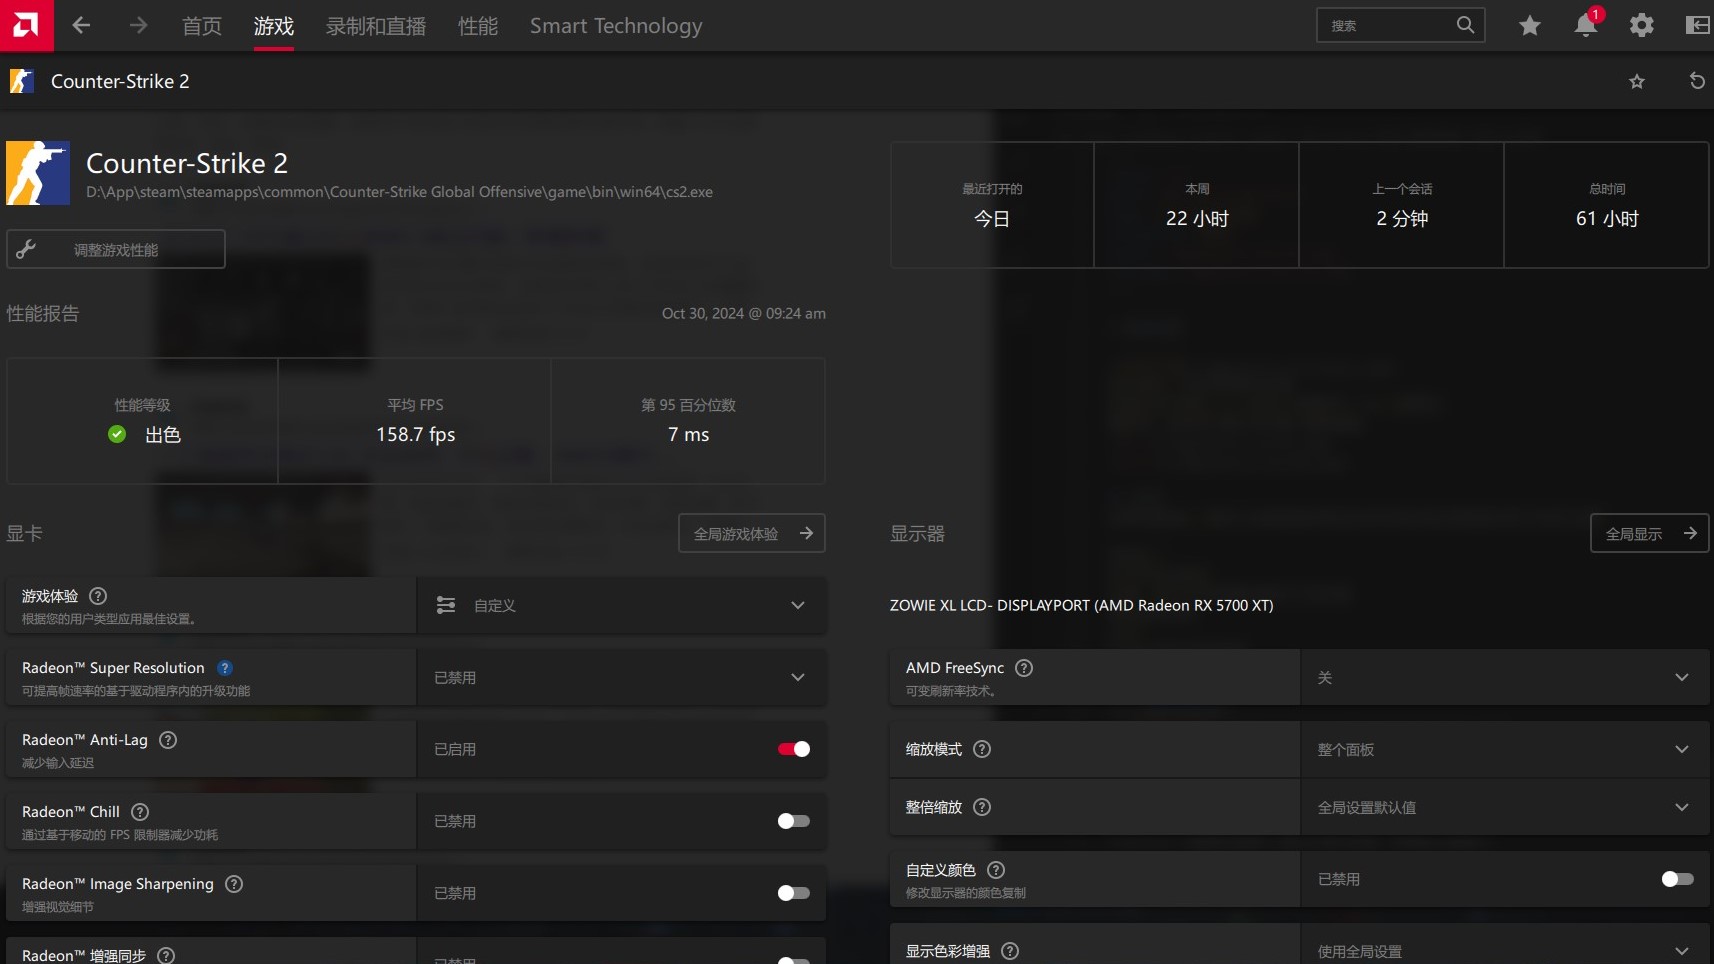 首页
游戏
录制和直播
性能
Smart Technology
搜索
1
Counter-Strike 2
Counter-Strike 2
D:\App\steam\steamapps\common\Counter-Strike Global Offensive\game\bin\win64\cs2.exe
调整游戏性能
最近打开的
今日
本周
22 小时
上一个会话
2 分钟
总时间
61 小时
性能报告
Oct 30, 2024 @ 09:24 am
性能等级
出色
平均 FPS
158.7 fps
第 95 百分位数
7 ms
显卡
全局游戏体验
游戏体验
根据您的用户类型应用最佳设置。
自定义
Radeon™ Super Resolution
可提高帧速率的基于驱动程序内的升级功能
已禁用
Radeon™ Anti-Lag
减少输入延迟
已启用
Radeon™ Chill
通过基于移动的 FPS 限制器减少功耗
已禁用
Radeon™ Image Sharpening
增强视觉细节
已禁用
Radeon™ 增强同步
已禁用
显示器
全局显示
ZOWIE XL LCD- DISPLAYPORT (AMD Radeon RX 5700 XT)
AMD FreeSync
可变刷新率技术。
关
缩放模式
整个面板
整倍缩放
全局设置默认值
自定义颜色
修改显示器的颜色复制
已禁用
显示色彩增强
使用全局设置